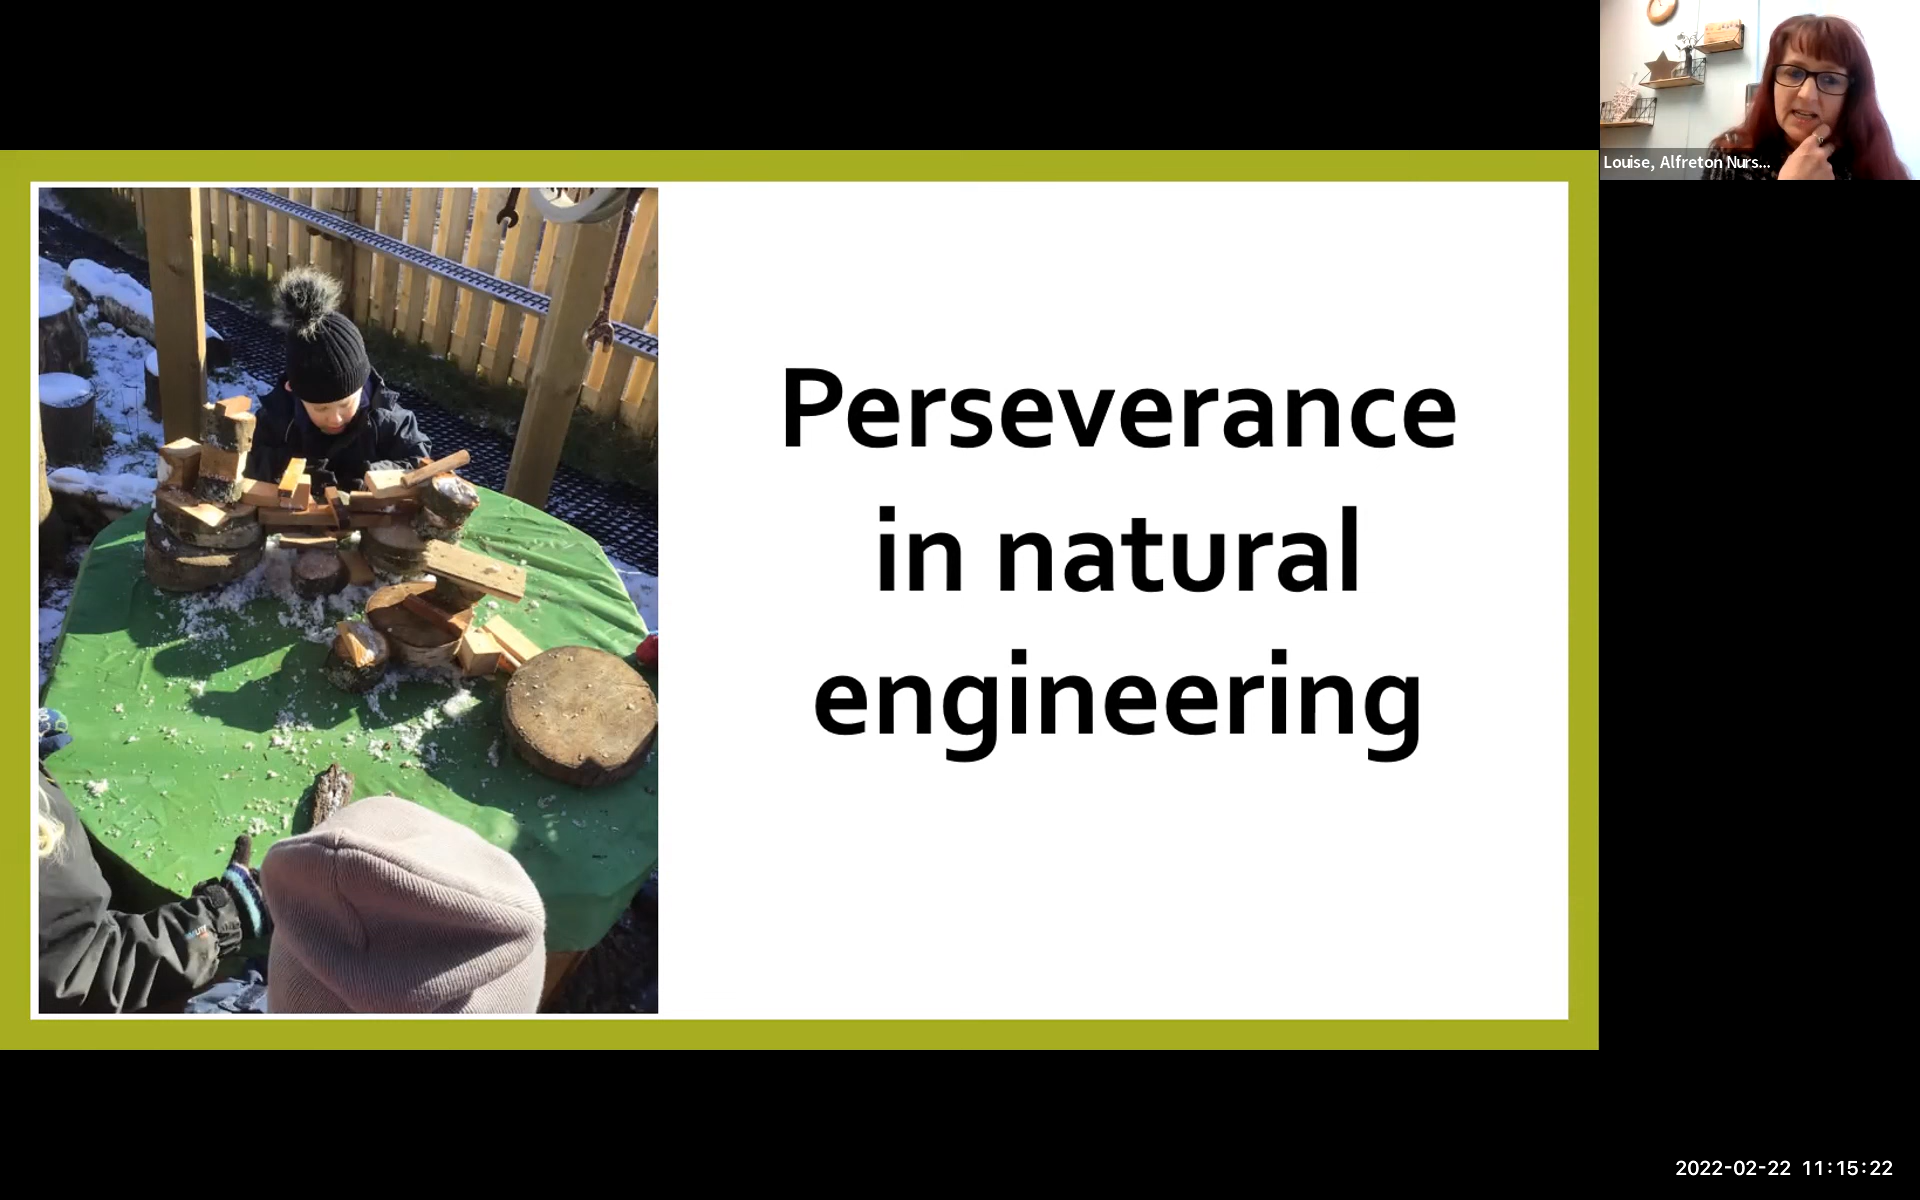 Louise, Alfreton Nurs...
Perseverance
in natural
engineering
2022-02-22 11:15:22